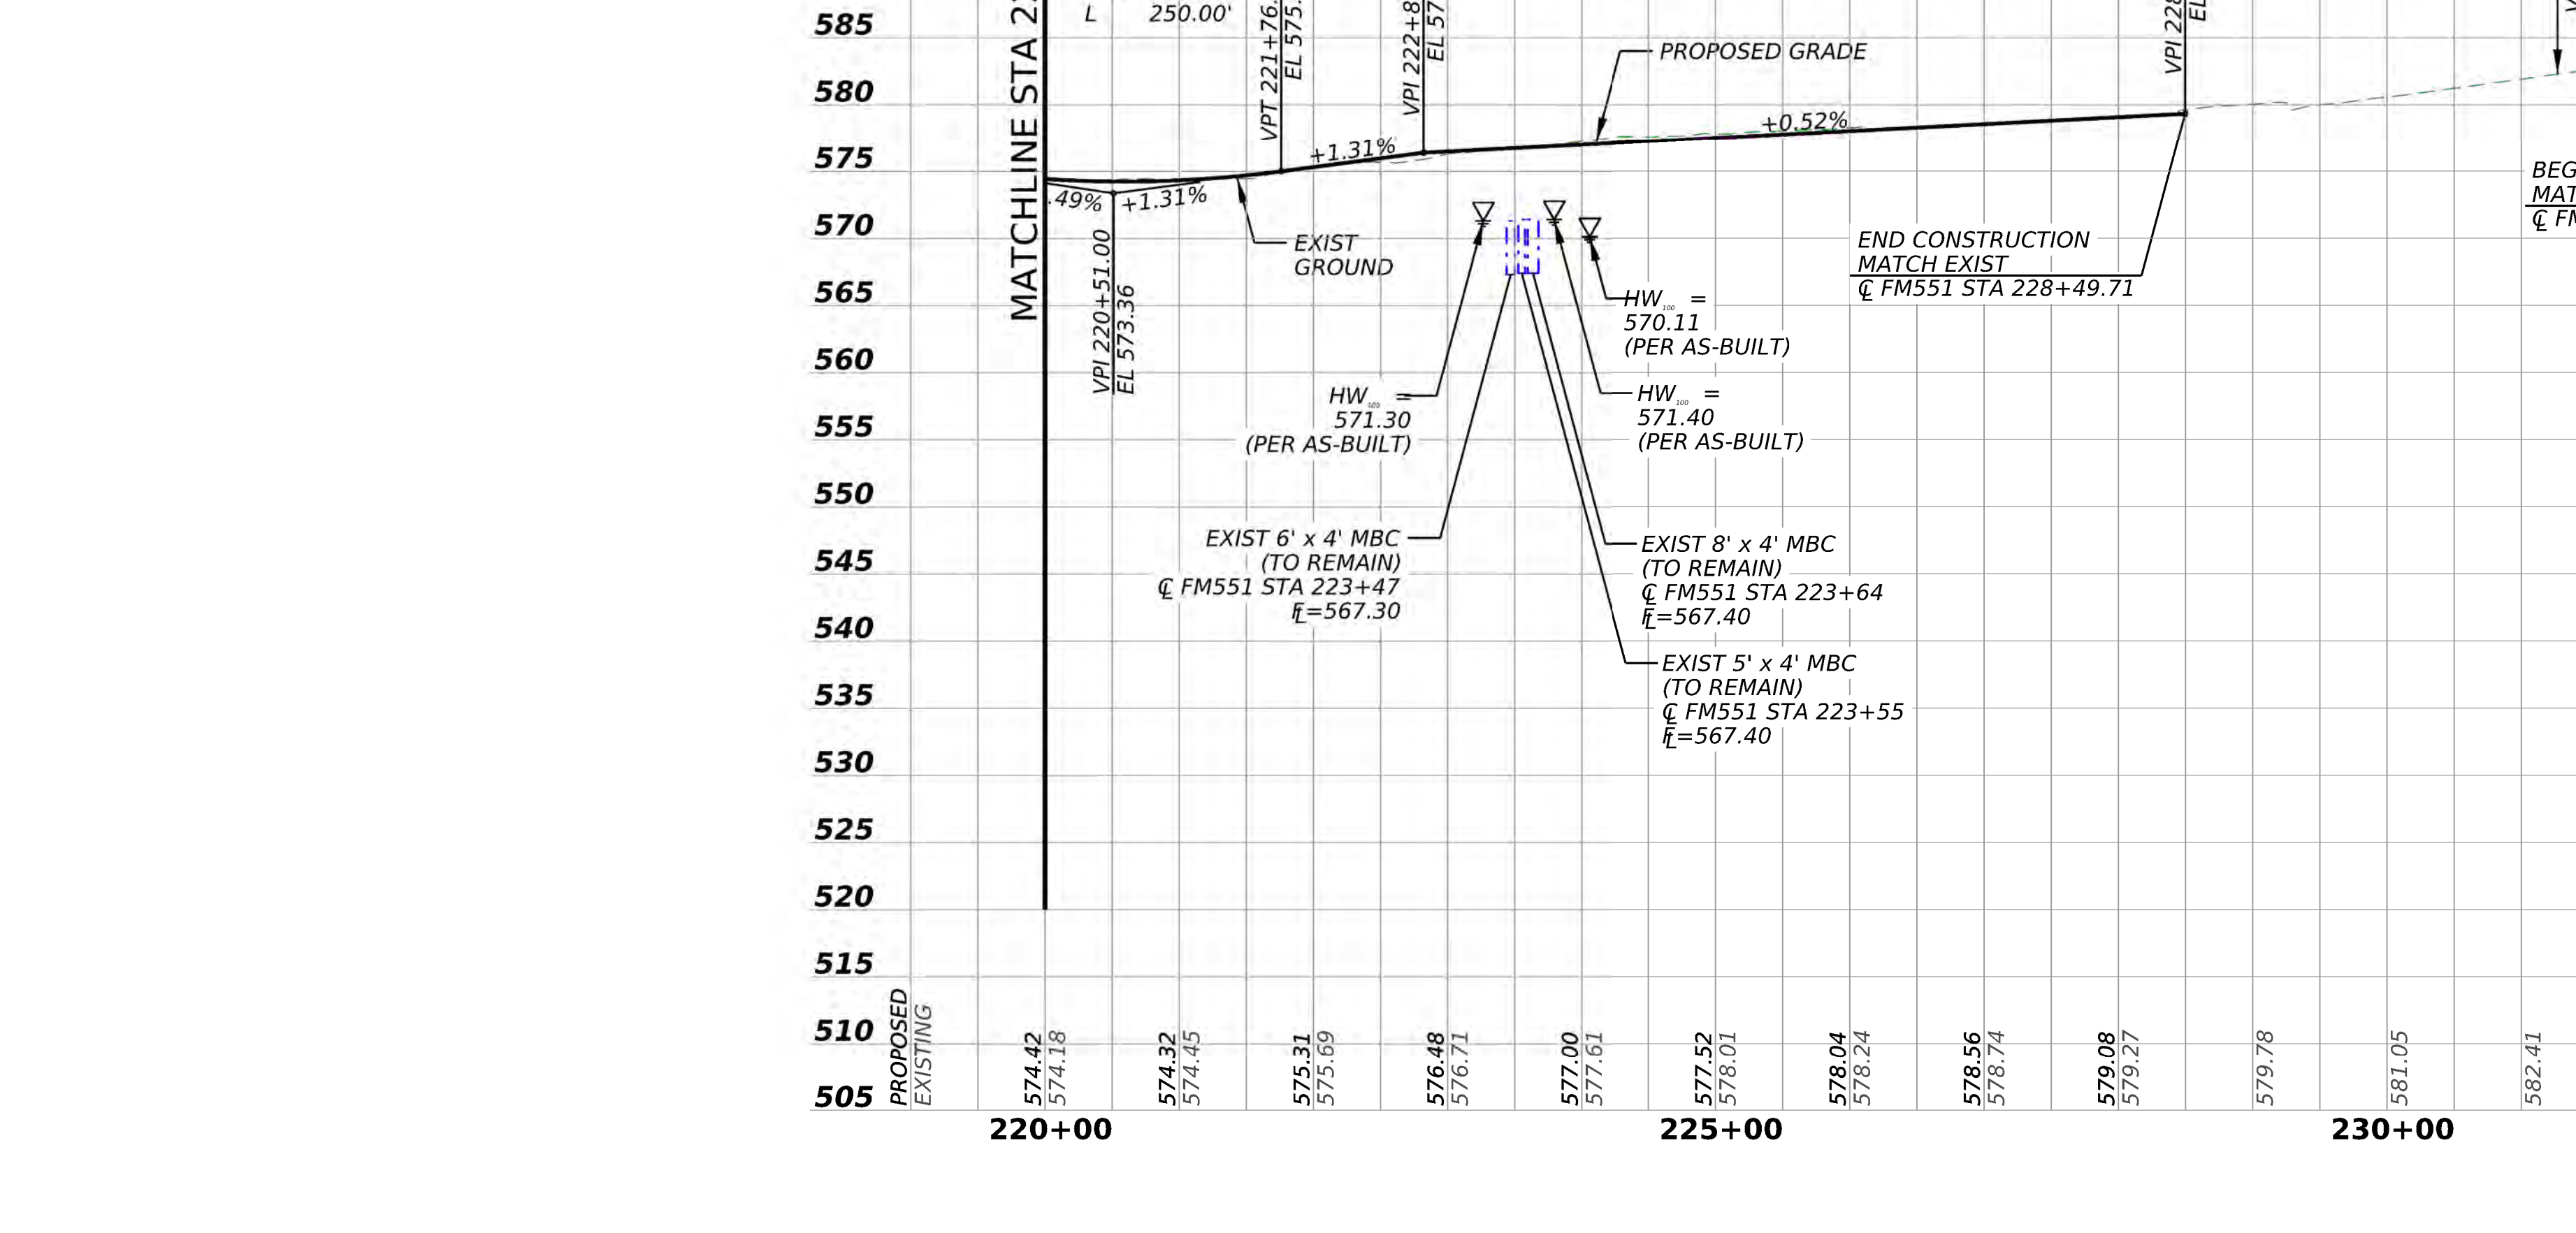 585
580
575
570
565
560
555
550
545
540
535
530
525
520
515
510
505
MATCHLINE STA
L 250.00'
VPT 221+76.
EL 575.
VPI 222+8
EL 57
PROPOSED GRADE
VPI 228
EL
+1.31%
+0.52%
.49%
+1.31%
VPI 220+51.00
EL 573.36
EXIST
GROUND
END CONSTRUCTION
MATCH EXIST
℄ FM551 STA 228+49.71
BEG
MAT
℄ FM
HW100 =
570.11
(PER AS-BUILT)
HW100 =
571.30
(PER AS-BUILT)
HW100 =
571.40
(PER AS-BUILT)
EXIST 6' x 4' MBC
(TO REMAIN)
℄ FM551 STA 223+47
FL=567.30
EXIST 8' x 4' MBC
(TO REMAIN)
℄ FM551 STA 223+64
FL=567.40
EXIST 5' x 4' MBC
(TO REMAIN)
℄ FM551 STA 223+55
FL=567.40
PROPOSED
EXISTING
574.42
574.18
574.32
574.45
575.31
575.69
576.48
576.71
577.00
577.61
577.52
578.01
578.04
578.24
578.56
578.74
579.08
579.27
579.78
581.05
582.41
220+00
225+00
230+00